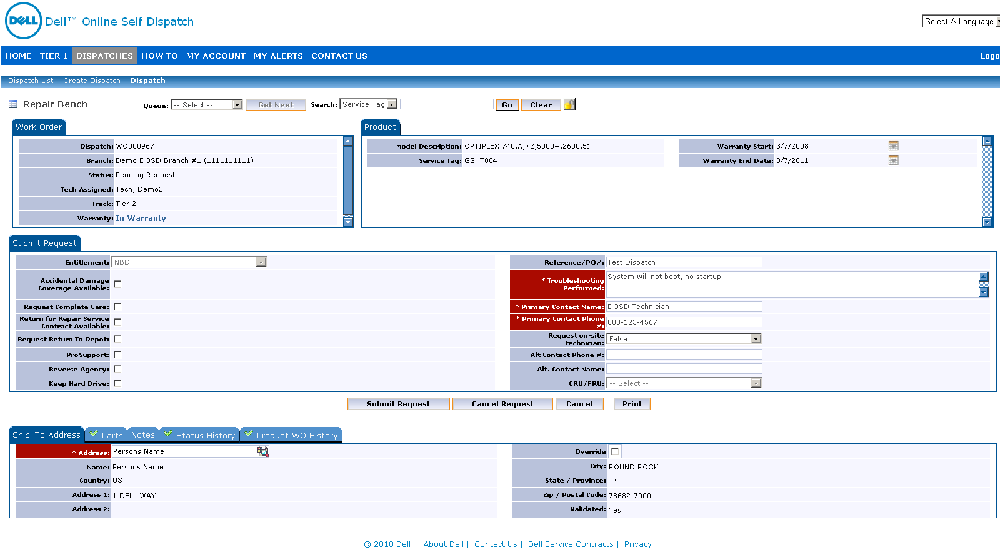 DELL Dell™ Online Self Dispatch
Select A Language
HOME TIER 1 DISPATCHES HOW TO MY ACCOUNT MY ALERTS CONTACT US Logo
Dispatch List Create Dispatch Dispatch
Repair Bench Queue: -- Select -- Get Next Search: Service Tag Go Clear
Work Order
Dispatch: WO000967
Branch: Demo DOSD Branch #1 (1111111111)
Status: Pending Request
Tech Assigned: Tech, Demo2
Track: Tier 2
Warranty: In Warranty
Product
Model Description: OPTIPLEX 740,A,X2,5000+,2600,51 Warranty Start: 3/7/2008
Service Tag: GSHT004 Warranty End Date: 3/7/2011
Submit Request
Entitlement: NBD
Accidental Damage
Coverage Available:
Request Complete Care:
Return for Repair Service
Contract Available:
Request Return To Depot:
ProSupport:
Reverse Agency:
Keep Hard Drive:
Reference/PO#: Test Dispatch
* Troubleshooting
Performed: System will not boot, no startup
* Primary Contact Name: DOSD Technician
* Primary Contact Phone
#: 800-123-4567
Request on-site
technician: False
Alt Contact Phone #:
Alt. Contact Name:
CRU/FRU: -- Select --
Submit Request Cancel Request Cancel Print
Ship-To Address Parts Notes Status History Product WO History
* Address: Persons Name
Name: Persons Name
Country: US
Address 1: 1 DELL WAY
Address 2:
Override
City: ROUND ROCK
State / Province: TX
Zip / Postal Code: 78682-7000
Validated: Yes
© 2010 Dell | About Dell | Contact Us | Dell Service Contracts | Privacy